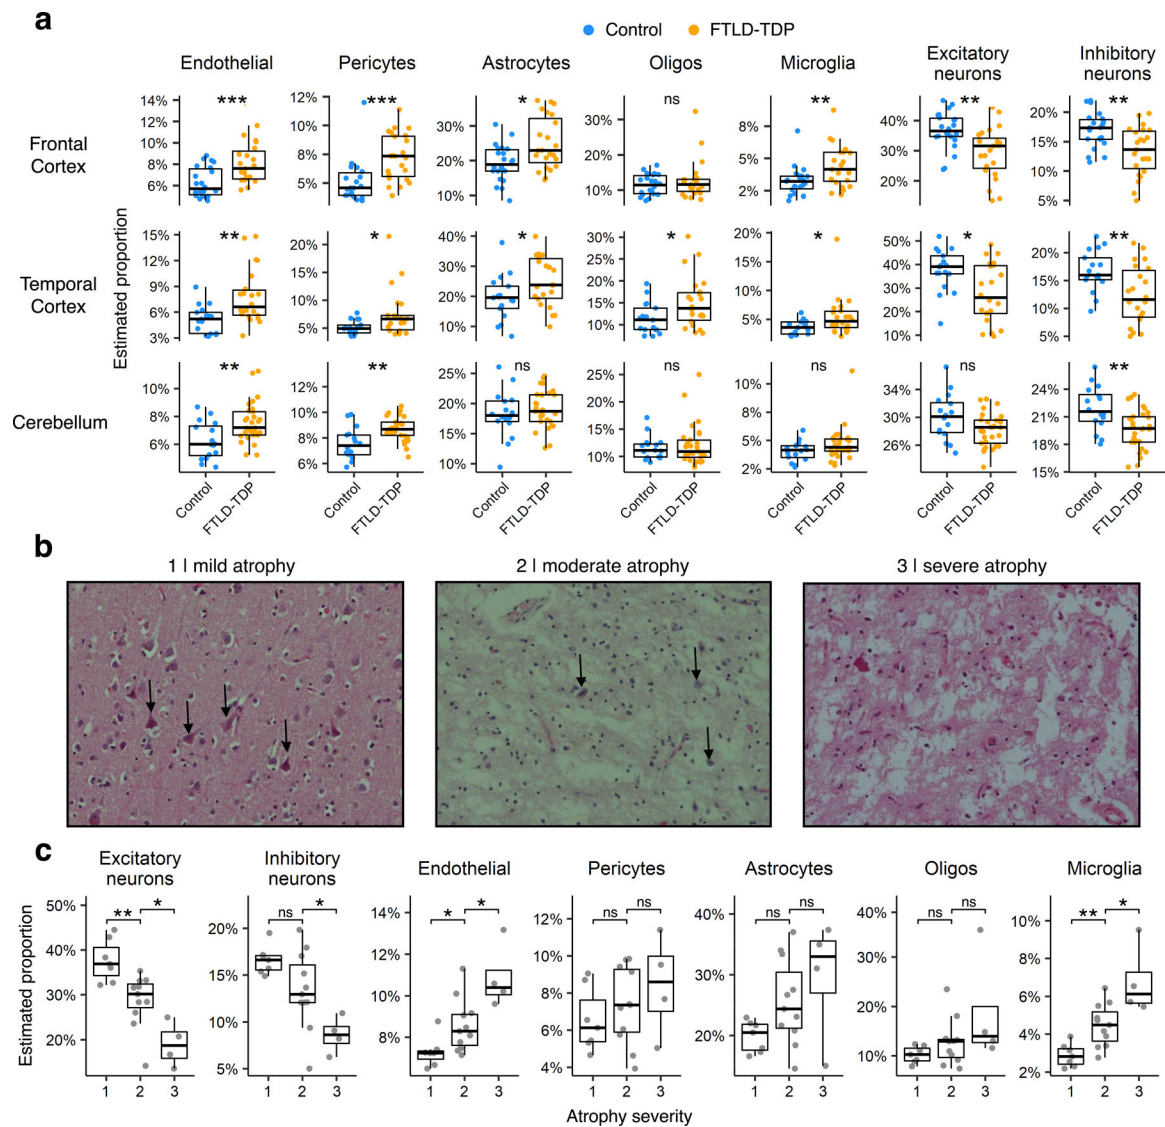 a
Control FTLD-TDP
Endothelial Pericytes Astrocytes Oligos Microglia Excitatory neurons Inhibitory neurons
Estimated proportion
Frontal
Cortex
*** *** * ns ** ** **
14% 12% 10% 8% 6%
12% 8% 5%
30% 20% 10%
30% 20% 10%
8% 5% 2%
40% 30% 20%
20% 15% 10% 5%
Temporal
Cortex
** * * * * * **
15% 12% 9% 6% 3%
20% 15% 10% 5%
40% 30% 20% 10%
30% 25% 20% 15% 10%
20% 15% 10% 5%
50% 40% 30% 20% 10%
20% 15% 10% 5%
Cerebellum
** ** ns ns ns ns **
10% 8% 6%
12% 10% 8% 6%
25% 20% 15% 10%
25% 20% 15% 10%
10% 8% 5% 2%
34% 30% 26%
24% 21% 18% 15%
Control FTLD-TDP Control FTLD-TDP Control FTLD-TDP Control FTLD-TDP Control FTLD-TDP Control FTLD-TDP Control FTLD-TDP
b
1 | mild atrophy 2 | moderate atrophy 3 | severe atrophy
c
Excitatory neurons Inhibitory neurons Endothelial Pericytes Astrocytes Oligos Microglia
Estimated proportion
** * ns * * * ns ns ns ns ns ns ** *
50% 40% 30% 20%
20% 15% 10% 5%
14% 12% 10% 8%
12% 10% 8% 6% 4%
40% 30% 20%
40% 30% 20% 10%
10% 8% 6% 4% 2%
1 2 3 1 2 3 1 2 3 1 2 3 1 2 3 1 2 3 1 2 3
Atrophy severity